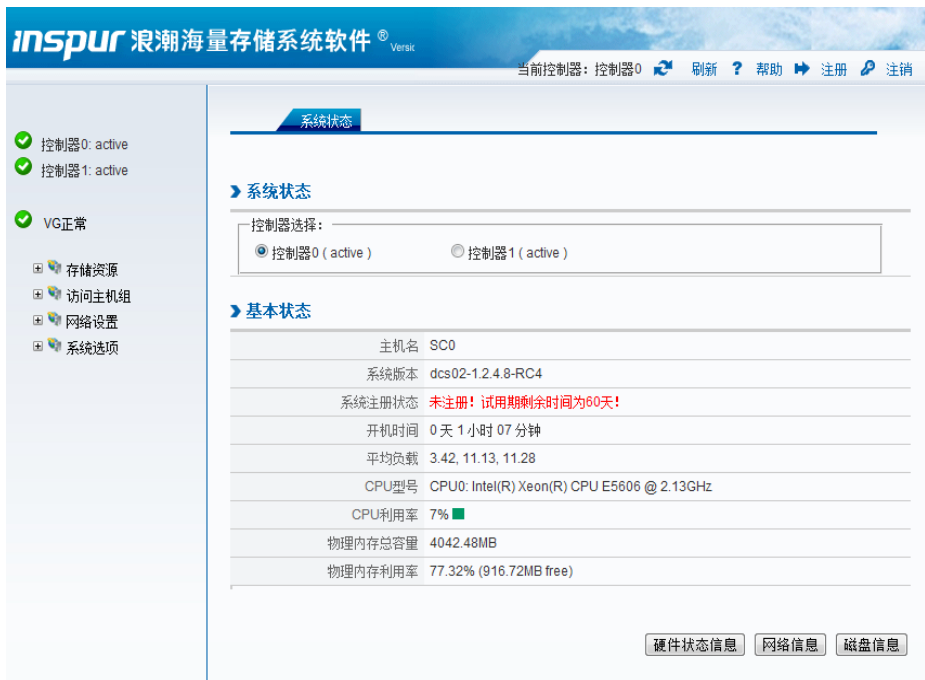 inspur 浪潮海量存储系统软件 ® Versic
当前控制器：控制器0 刷新 ? 帮助 注册 注销
控制器0: active
控制器1: active
VG正常
存储资源
访问主机组
网络设置
系统选项
系统状态
系统状态
控制器选择：
控制器0 ( active ) 控制器1 ( active )
基本状态
主机名 SC0
系统版本 dcs02-1.2.4.8-RC4
系统注册状态 未注册！试用期剩余时间为60天！
开机时间 0 天 1 小时 07 分钟
平均负载 3.42, 11.13, 11.28
CPU型号 CPU0: Intel(R) Xeon(R) CPU E5606 @ 2.13GHz
CPU利用率 7%
物理内存总容量 4042.48MB
物理内存利用率 77.32% (916.72MB free)
硬件状态信息 网络信息 磁盘信息